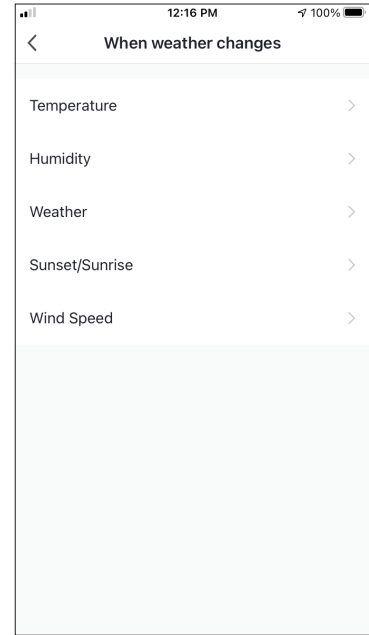 12:16 PM 100%
When weather changes
Temperature
Humidity
Weather
Sunset/Sunrise
Wind Speed